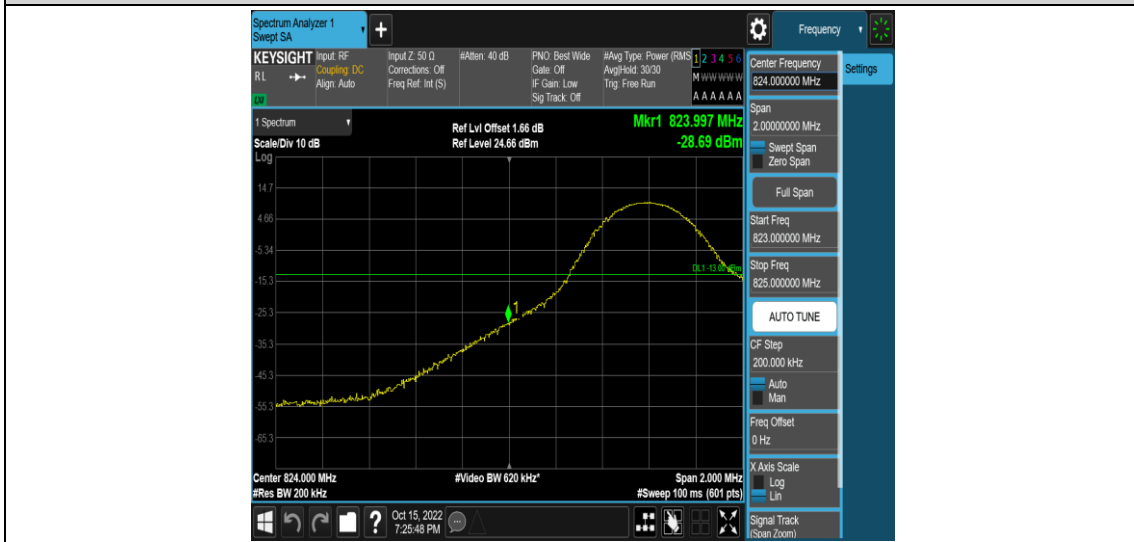 Spectrum Analyzer 1
Swept SA
+
Frequency
KEYSIGHT
RL
Input: RF
Coupling: DC
Align: Auto
Input Z: 50 Ω
Corrections: Off
Freq Ref: Int (S)
#Atten: 40 dB
PNO: Best Wide
Gate: Off
IF Gain: Low
Sig Track: Off
#Avg Type: Power (RMS
Avg|Hold: 30/30
Trig: Free Run
1 2 3 4 5 6
M W W W W W
A A A A A A
1 Spectrum
Scale/Div 10 dB
Log
Ref Lvl Offset 1.66 dB
Ref Level 24.66 dBm
Mkr1 823.997 MHz
-28.69 dBm
14.7
4.66
-5.34
-15.3
-25.3
-35.3
-45.3
-55.3
-65.3
DL1 -13.00 dBm
1
Center 824.000 MHz
#Res BW 200 kHz
#Video BW 620 kHz*
Span 2.000 MHz
#Sweep 100 ms (601 pts)
Center Frequency
824.000000 MHz
Settings
Span
2.00000000 MHz
Swept Span
Zero Span
Full Span
Start Freq
823.000000 MHz
Stop Freq
825.000000 MHz
AUTO TUNE
CF Step
200.000 kHz
Auto
Man
Freq Offset
0 Hz
X Axis Scale
Log
Lin
Signal Track
(Span Zoom)
?
Oct 15, 2022
7:25:48 PM